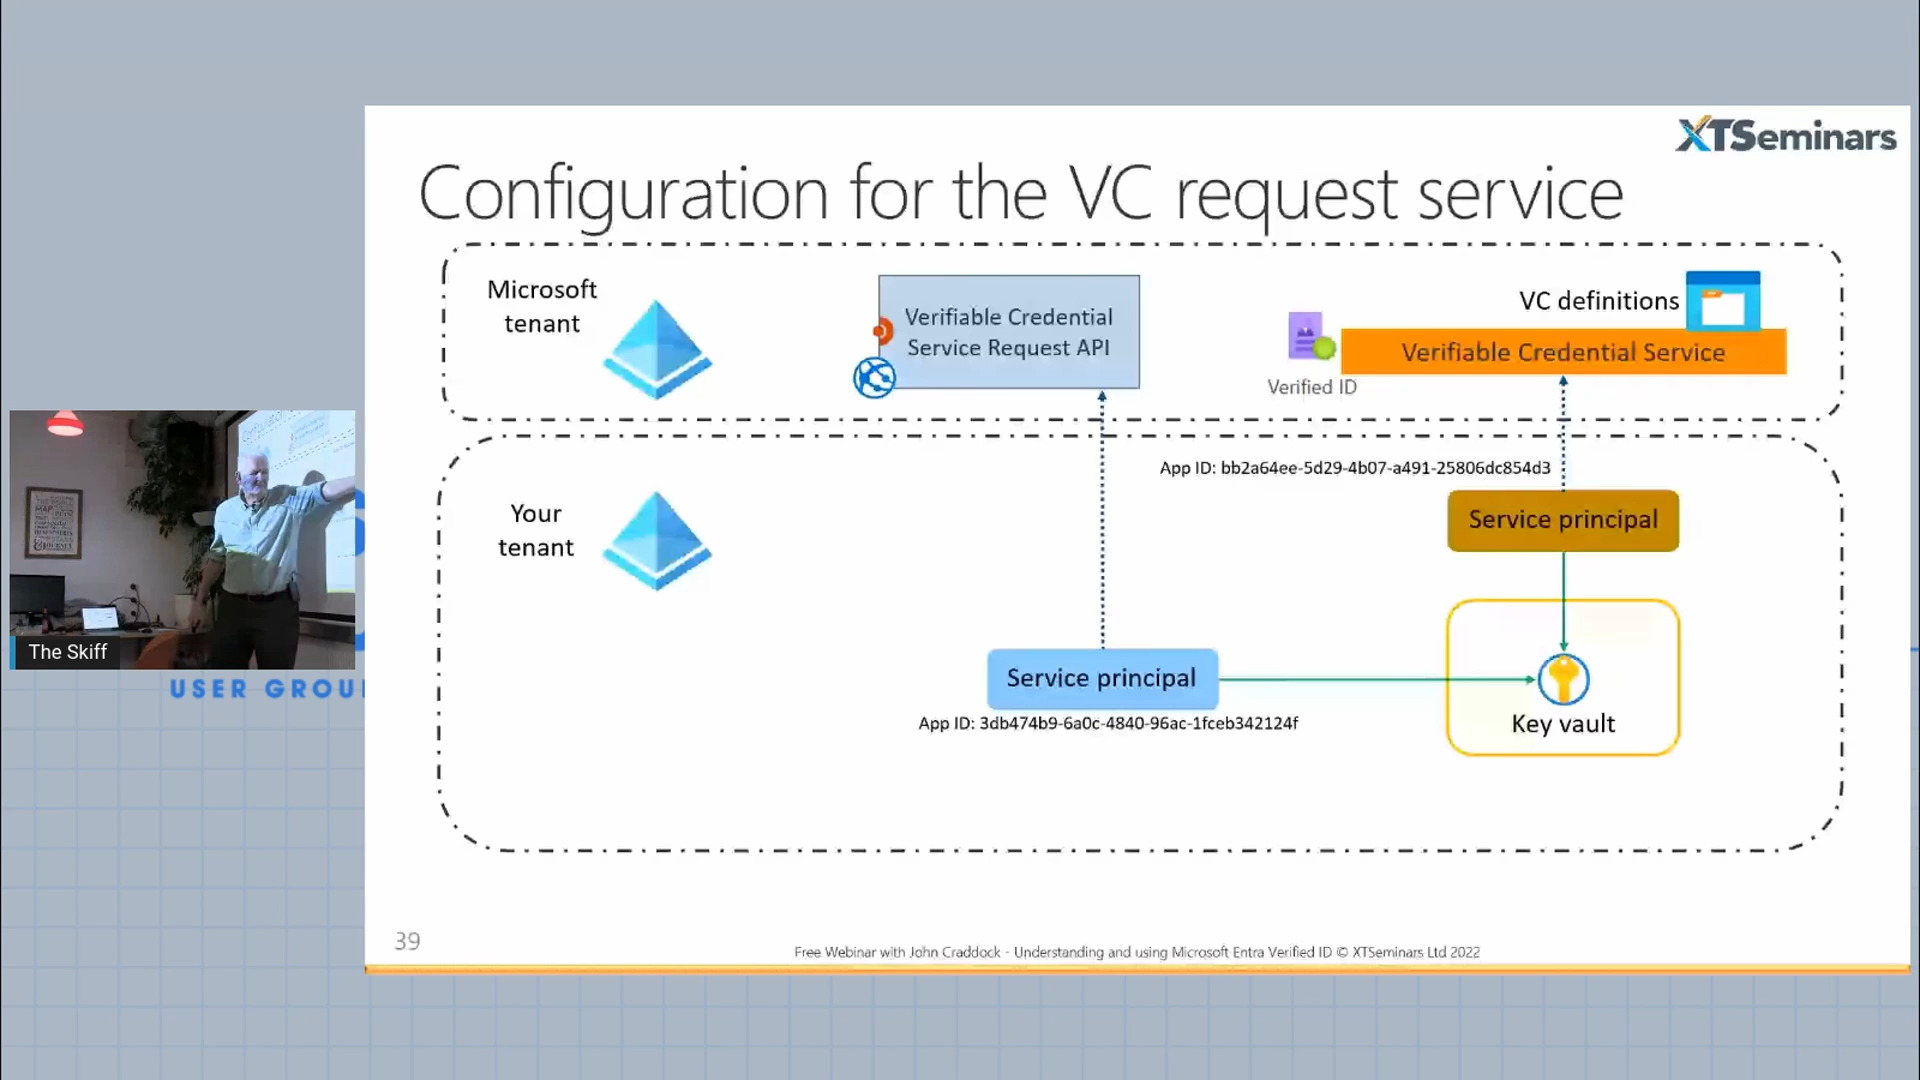 XTSeminars
Configuration for the VC request service
Microsoft
tenant
Verifiable Credential
Service Request API
VC definitions
Verifiable Credential Service
Verified ID
App ID: bb2a64ee-5d29-4b07-a491-25806dc854d3
Your
tenant
Service principal
Service principal
App ID: 3db474b9-6a0c-4840-96ac-1fceb342124f
Key vault
The Skiff
USER GROU
39
Free Webinar with John Craddock - Understanding and using Microsoft Entra Verified ID © XTSeminars Ltd 2022